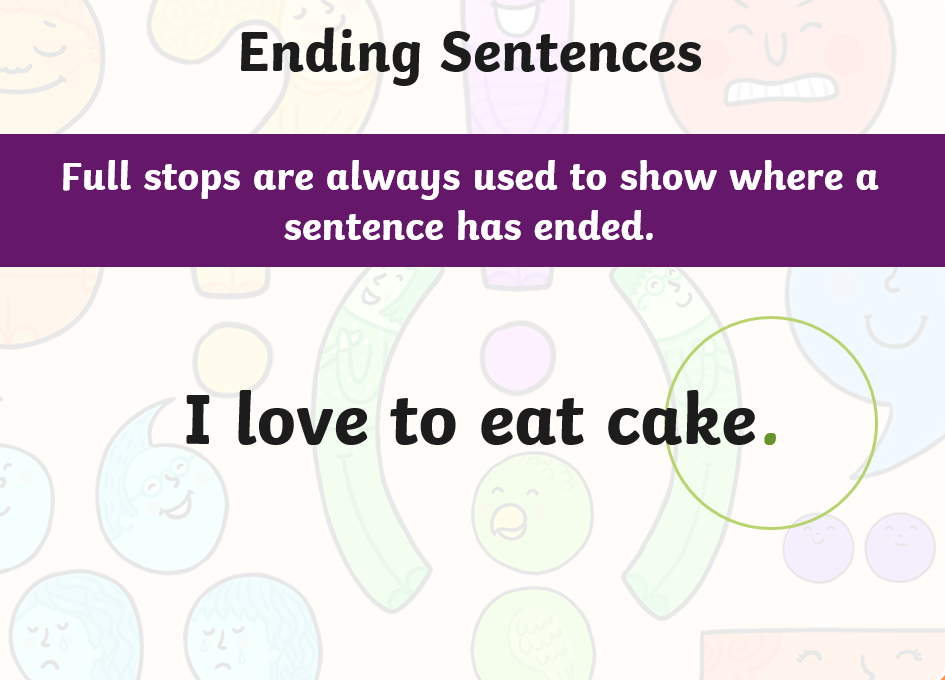 Ending Sentences
Full stops are always used to show where a
sentence has ended.
I love to eat cake.